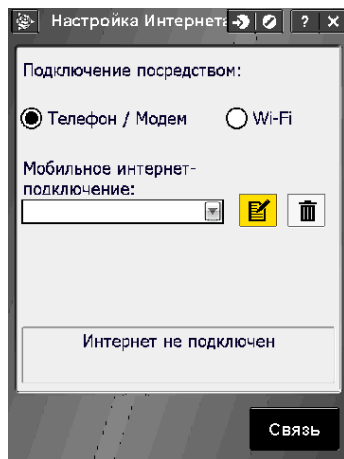 Настройка Интернета ? X
Подключение посредством:
Телефон / Модем Wi-Fi
Мобильное интернет-
подключение:
Интернет не подключен
Связь